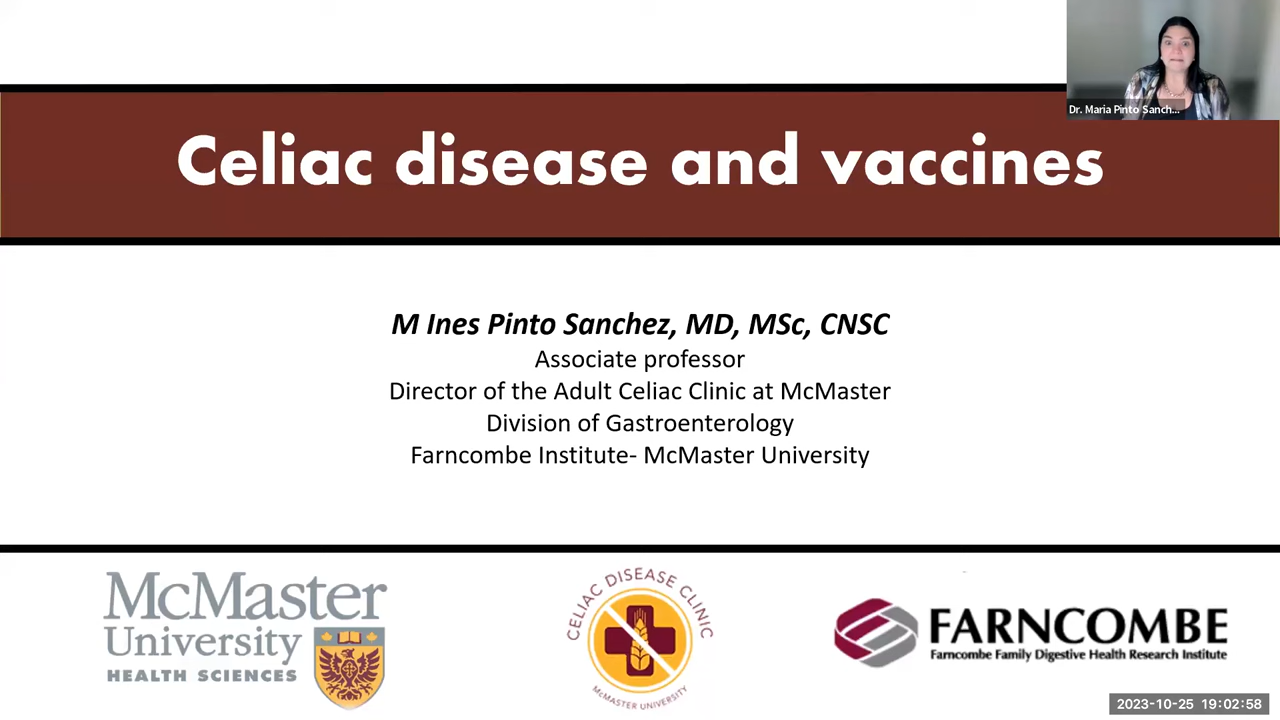 Dr. Maria Pinto Sanch...
Celiac disease and vaccines
M Ines Pinto Sanchez, MD, MSc, CNSC
Associate professor
Director of the Adult Celiac Clinic at McMaster
Division of Gastroenterology
Farncombe Institute- McMaster University
McMaster
University
HEALTH SCIENCES
CELIAC DISEASE CLINIC
McMASTER UNIVERSITY
FARNCOMBE
Farncombe Family Digestive Health Research Institute
2023-10-25 19:02:58